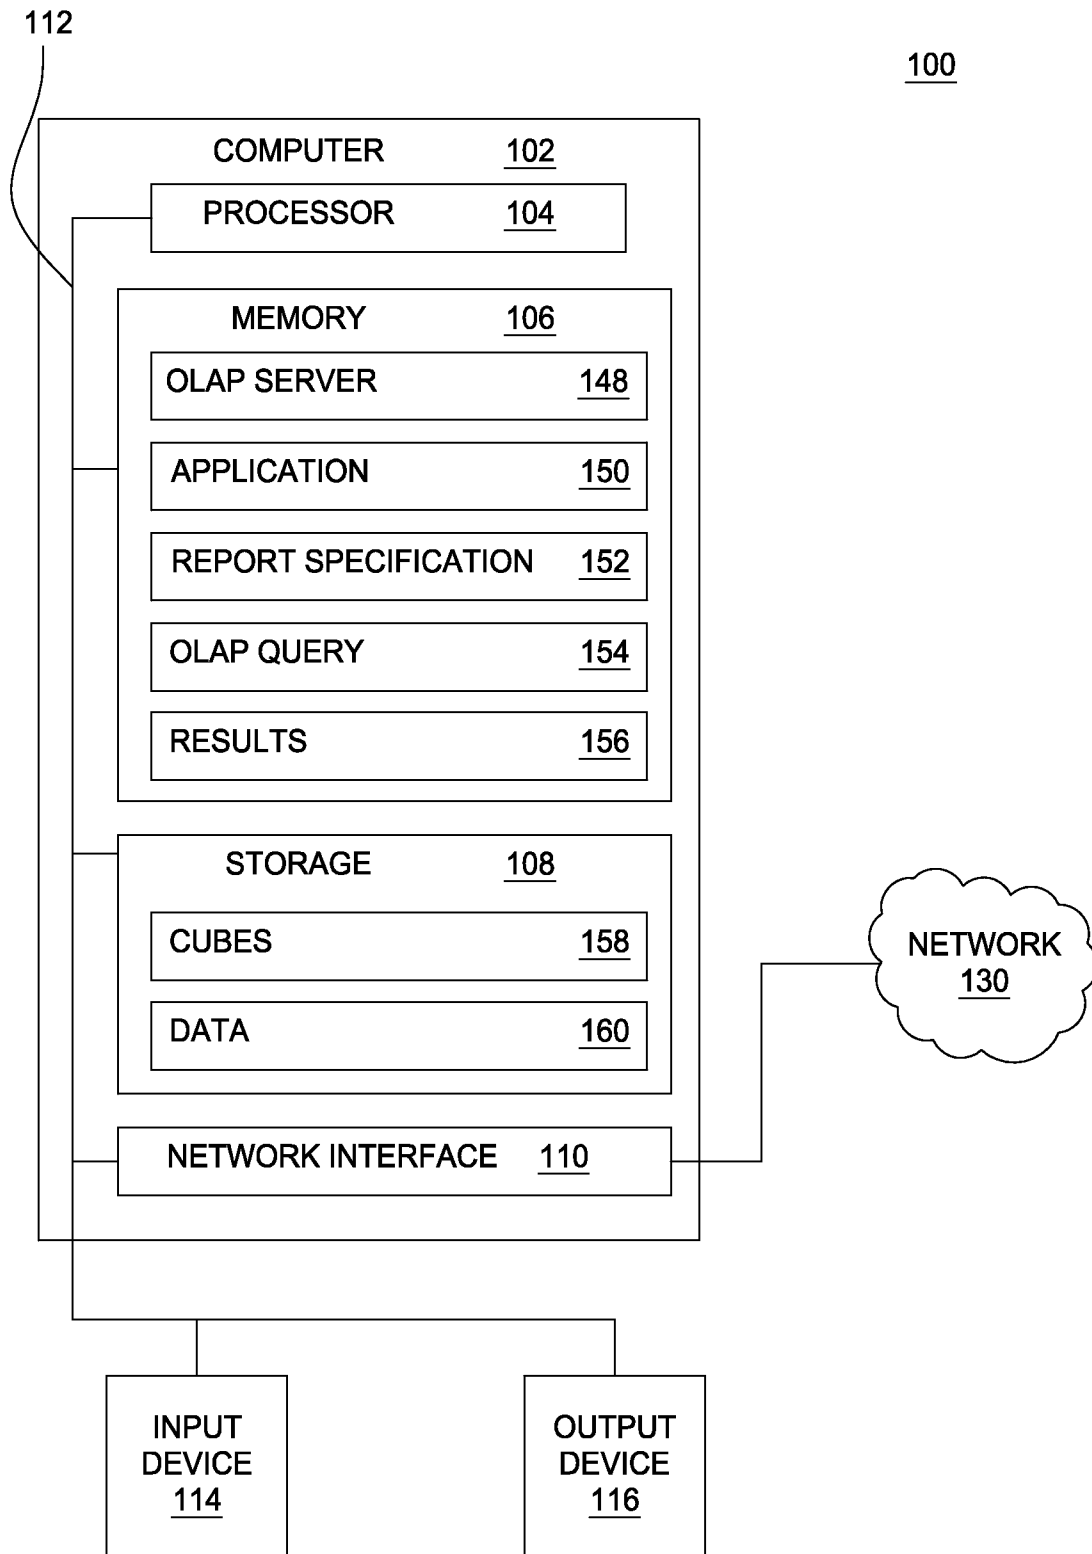 112
100
COMPUTER 102
PROCESSOR 104
MEMORY 106
OLAP SERVER 148
APPLICATION 150
REPORT SPECIFICATION 152
OLAP QUERY 154
RESULTS 156
STORAGE 108
CUBES 158
DATA 160
NETWORK INTERFACE 110
NETWORK
130
INPUT
DEVICE
114
OUTPUT
DEVICE
116